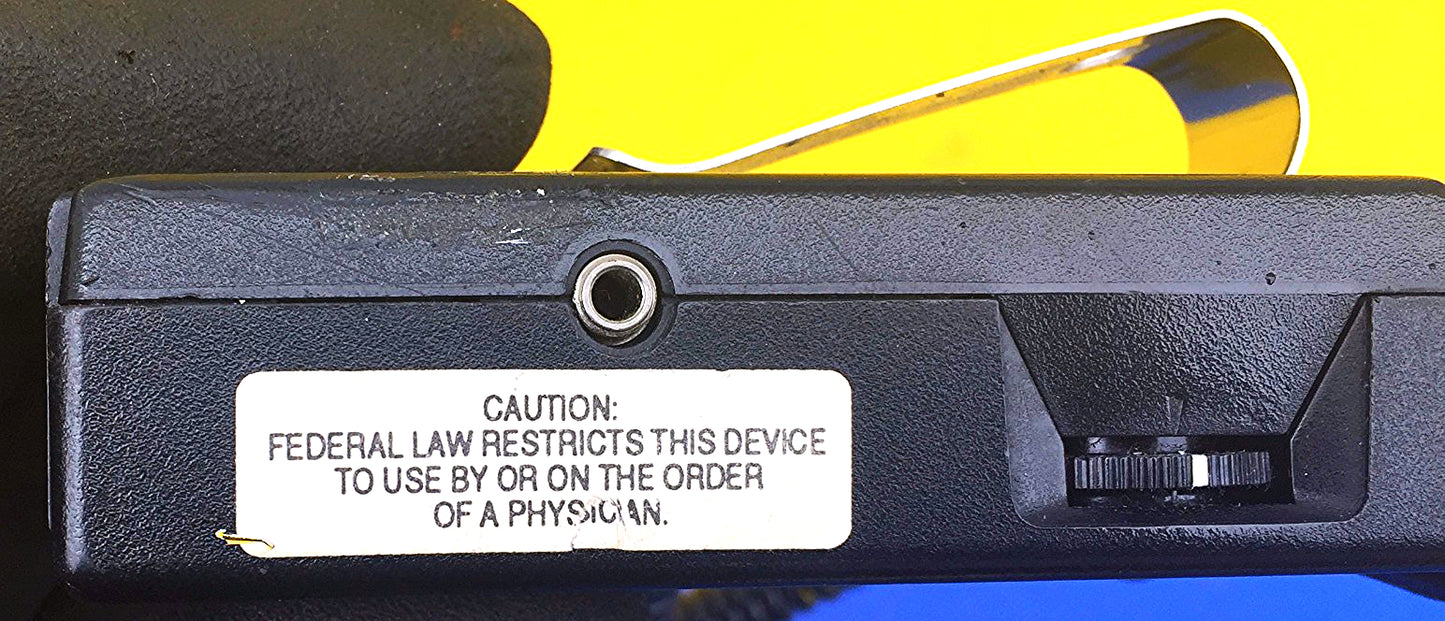 CAUTION:
FEDERAL LAW RESTRICTS THIS DEVICE
TO USE BY OR ON THE ORDER
OF A PHYSICIAN.